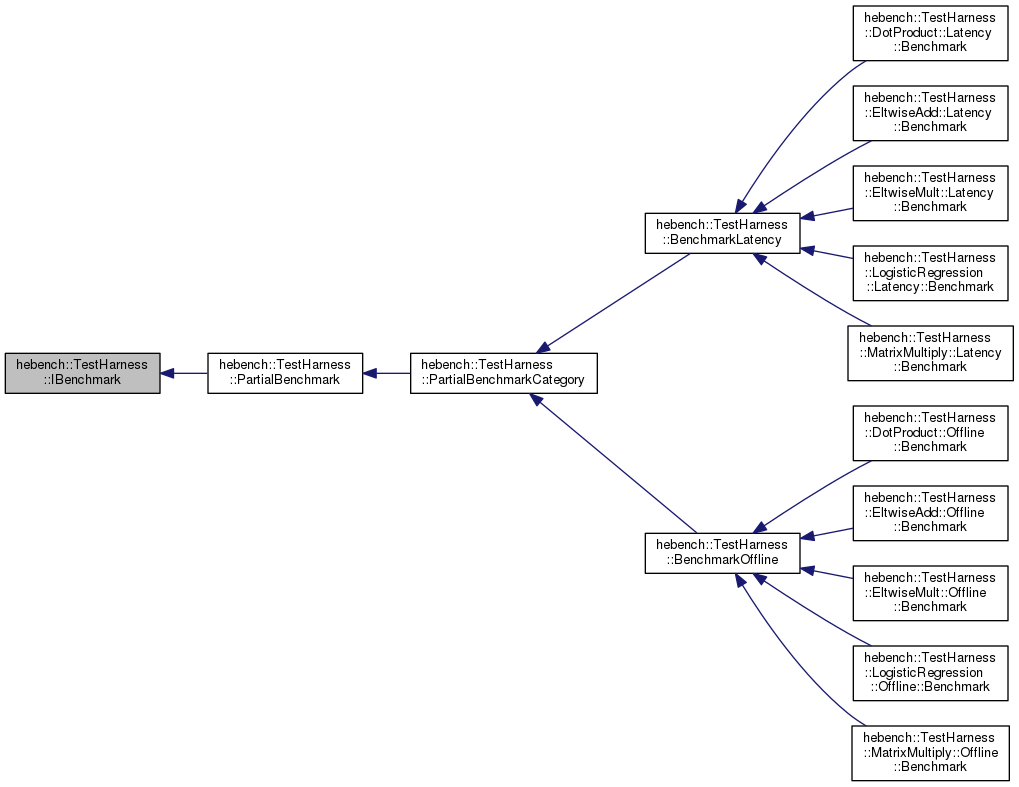 hebench::TestHarness
::IBenchmark
hebench::TestHarness
::PartialBenchmark
hebench::TestHarness
::PartialBenchmarkCategory
hebench::TestHarness
::BenchmarkLatency
hebench::TestHarness
::DotProduct::Latency
::Benchmark
hebench::TestHarness
::EltwiseAdd::Latency
::Benchmark
hebench::TestHarness
::EltwiseMult::Latency
::Benchmark
hebench::TestHarness
::LogisticRegression
::Latency::Benchmark
hebench::TestHarness
::MatrixMultiply::Latency
::Benchmark
hebench::TestHarness
::BenchmarkOffline
hebench::TestHarness
::DotProduct::Offline
::Benchmark
hebench::TestHarness
::EltwiseAdd::Offline
::Benchmark
hebench::TestHarness
::EltwiseMult::Offline
::Benchmark
hebench::TestHarness
::LogisticRegression
::Offline::Benchmark
hebench::TestHarness
::MatrixMultiply::Offline
::Benchmark